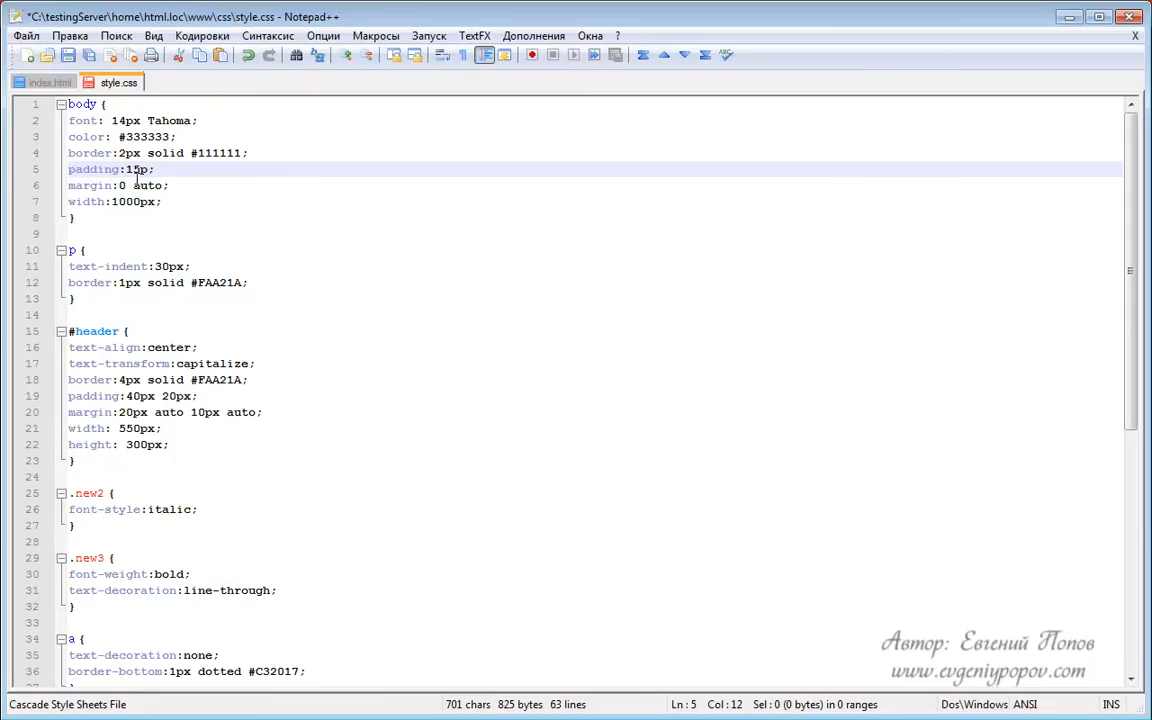 *C:\testingServer\home\html.loc\www\css\style.css - Notepad++
Файл Правка Поиск Вид Кодировки Синтаксис Опции Макросы Запуск TextFX Дополнения Окна ? X
index.html style.css
1 body {
2 font: 14px Tahoma;
3 color: #333333;
4 border:2px solid #111111;
5 padding:15p;
6 margin:0 auto;
7 width:1000px;
8 }
9
10 p {
11 text-indent:30px;
12 border:1px solid #FAA21A;
13 }
14
15 #header {
16 text-align:center;
17 text-transform:capitalize;
18 border:4px solid #FAA21A;
19 padding:40px 20px;
20 margin:20px auto 10px auto;
21 width: 550px;
22 height: 300px;
23 }
24
25 .new2 {
26 font-style:italic;
27 }
28
29 .new3 {
30 font-weight:bold;
31 text-decoration:line-through;
32 }
33
34 a {
35 text-decoration:none;
36 border-bottom:1px dotted #C32017;
Автор: Евгений Попов
www.evgeniypopov.com
Cascade Style Sheets File 701 chars 825 bytes 63 lines Ln : 5 Col : 12 Sel : 0 (0 bytes) in 0 ranges Dos\Windows ANSI INS